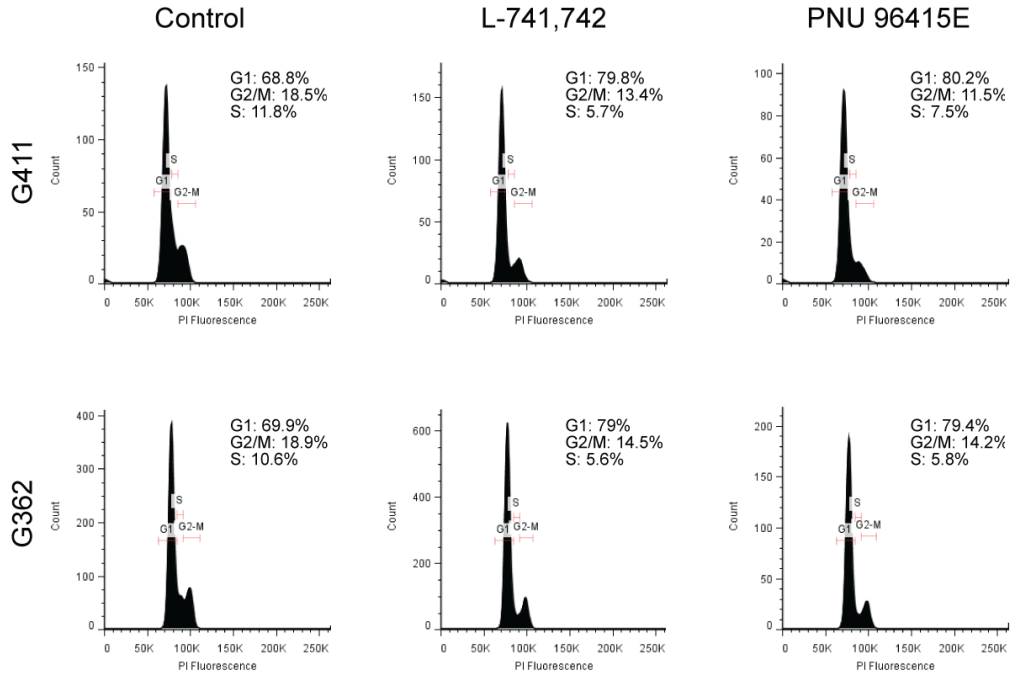 Control
L-741,742
PNU 96415E
G411
150
100
50
0
Count
G1: 68.8%
G2/M: 18.5%
S: 11.8%
S
G1
G2-M
0 50K 100K 150K 200K 250K
PI Fluorescence
150
100
50
0
Count
G1: 79.8%
G2/M: 13.4%
S: 5.7%
S
G1
G2-M
0 50K 100K 150K 200K 250K
PI Fluorescence
100
80
60
40
20
0
Count
G1: 80.2%
G2/M: 11.5%
S: 7.5%
S
G1
G2-M
0 50K 100K 150K 200K 250K
PI Fluorescence
G362
400
300
200
100
0
Count
G1: 69.9%
G2/M: 18.9%
S: 10.6%
S
G1
G2-M
0 50K 100K 150K 200K 250K
PI Fluorescence
600
400
200
0
Count
G1: 79%
G2/M: 14.5%
S: 5.6%
S
G1
G2-M
0 50K 100K 150K 200K 250K
PI Fluorescence
200
150
100
50
0
Count
G1: 79.4%
G2/M: 14.2%
S: 5.8%
S
G1
G2-M
0 50K 100K 150K 200K 250K
PI Fluorescence